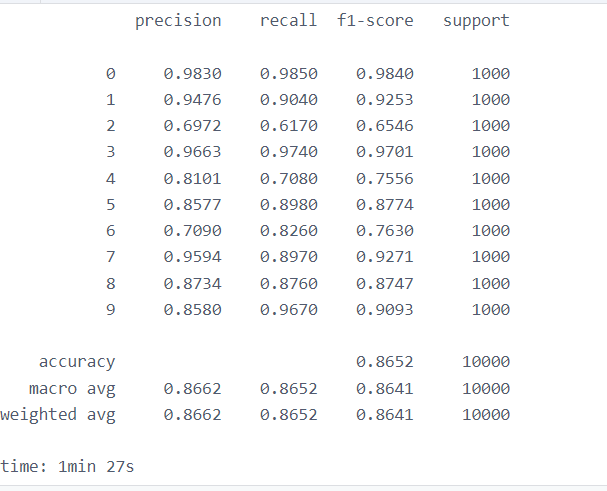 precision recall f1-score support
0 0.9830 0.9850 0.9840 1000
1 0.9476 0.9040 0.9253 1000
2 0.6972 0.6170 0.6546 1000
3 0.9663 0.9740 0.9701 1000
4 0.8101 0.7080 0.7556 1000
5 0.8577 0.8980 0.8774 1000
6 0.7090 0.8260 0.7630 1000
7 0.9594 0.8970 0.9271 1000
8 0.8734 0.8760 0.8747 1000
9 0.8580 0.9670 0.9093 1000
accuracy 0.8652 10000
macro avg 0.8662 0.8652 0.8641 10000
weighted avg 0.8662 0.8652 0.8641 10000
time: 1min 27s